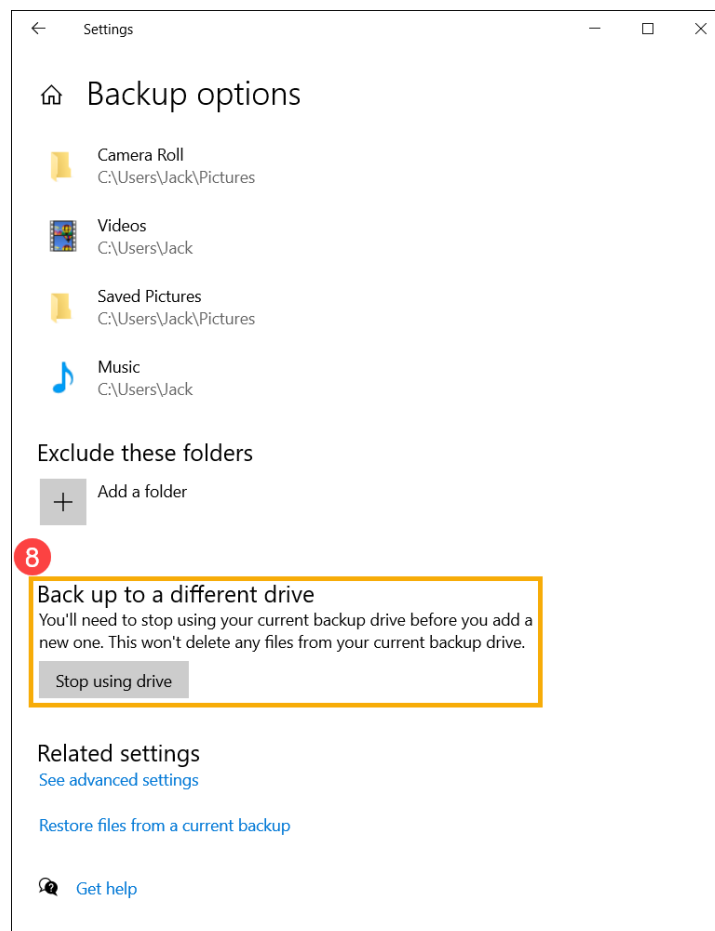 Settings
Backup options
Camera Roll
C:\Users\Jack\Pictures
Videos
C:\Users\Jack
Saved Pictures
C:\Users\Jack\Pictures
Music
C:\Users\Jack
Exclude these folders
Add a folder
8
Back up to a different drive
You'll need to stop using your current backup drive before you add a
new one. This won't delete any files from your current backup drive.
Stop using drive
Related settings
See advanced settings
Restore files from a current backup
Get help